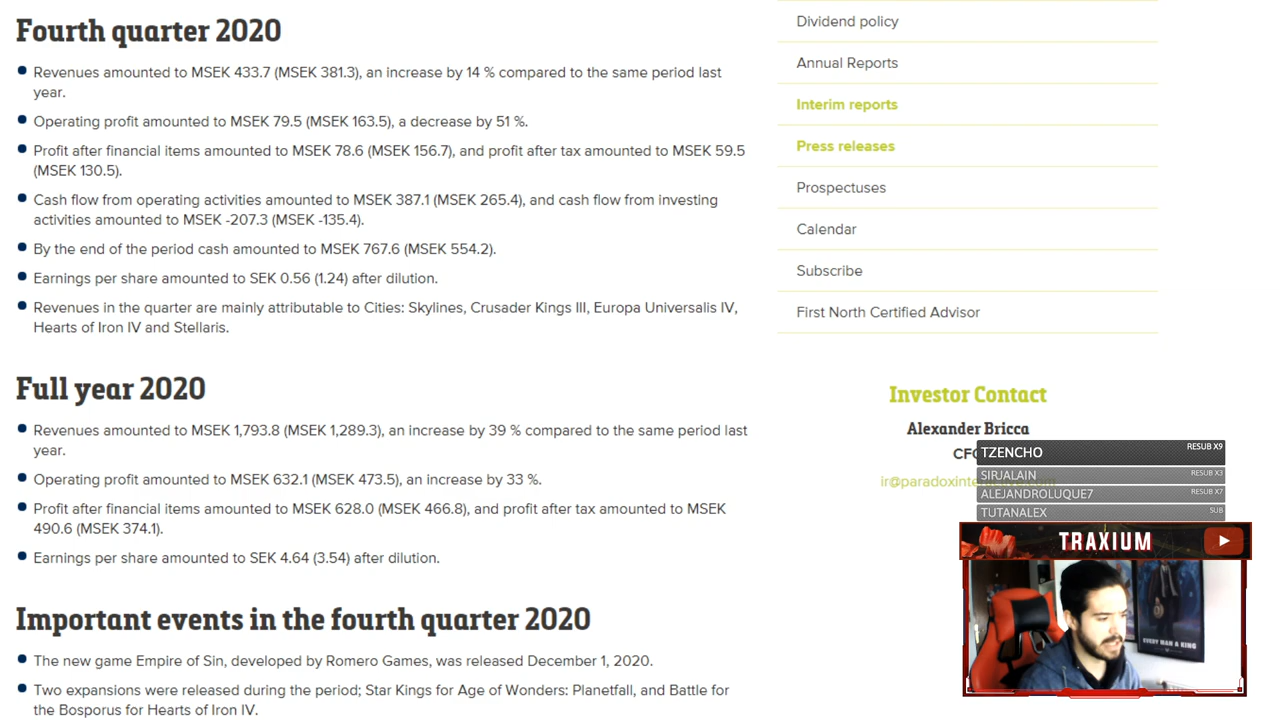 Fourth quarter 2020
Revenues amounted to MSEK 433.7 (MSEK 381.3), an increase by 14 % compared to the same period last
year.
Operating profit amounted to MSEK 79.5 (MSEK 163.5), a decrease by 51 %.
Profit after financial items amounted to MSEK 78.6 (MSEK 156.7), and profit after tax amounted to MSEK 59.5
(MSEK 130.5).
Cash flow from operating activities amounted to MSEK 387.1 (MSEK 265.4), and cash flow from investing
activities amounted to MSEK -207.3 (MSEK -135.4).
By the end of the period cash amounted to MSEK 767.6 (MSEK 554.2).
Earnings per share amounted to SEK 0.56 (1.24) after dilution.
Revenues in the quarter are mainly attributable to Cities: Skylines, Crusader Kings III, Europa Universalis IV,
Hearts of Iron IV and Stellaris.
Full year 2020
Revenues amounted to MSEK 1,793.8 (MSEK 1,289.3), an increase by 39 % compared to the same period last
year.
Operating profit amounted to MSEK 632.1 (MSEK 473.5), an increase by 33 %.
Profit after financial items amounted to MSEK 628.0 (MSEK 466.8), and profit after tax amounted to MSEK
490.6 (MSEK 374.1).
Earnings per share amounted to SEK 4.64 (3.54) after dilution.
Important events in the fourth quarter 2020
The new game Empire of Sin, developed by Romero Games, was released December 1, 2020.
Two expansions were released during the period; Star Kings for Age of Wonders: Planetfall, and Battle for
the Bosporus for Hearts of Iron IV.
Dividend policy
Annual Reports
Interim reports
Press releases
Prospectuses
Calendar
Subscribe
First North Certified Advisor
Investor Contact
Alexander Bricca
CFO
TZENCHO RESUB X9
SIRJALAIN RESUB X3
ir@paradoxinteractive.com
ALEJANDROLUQUE7 RESUB X7
TUTANALEX SUB
TRAXIUM
EVERY MAN A KING